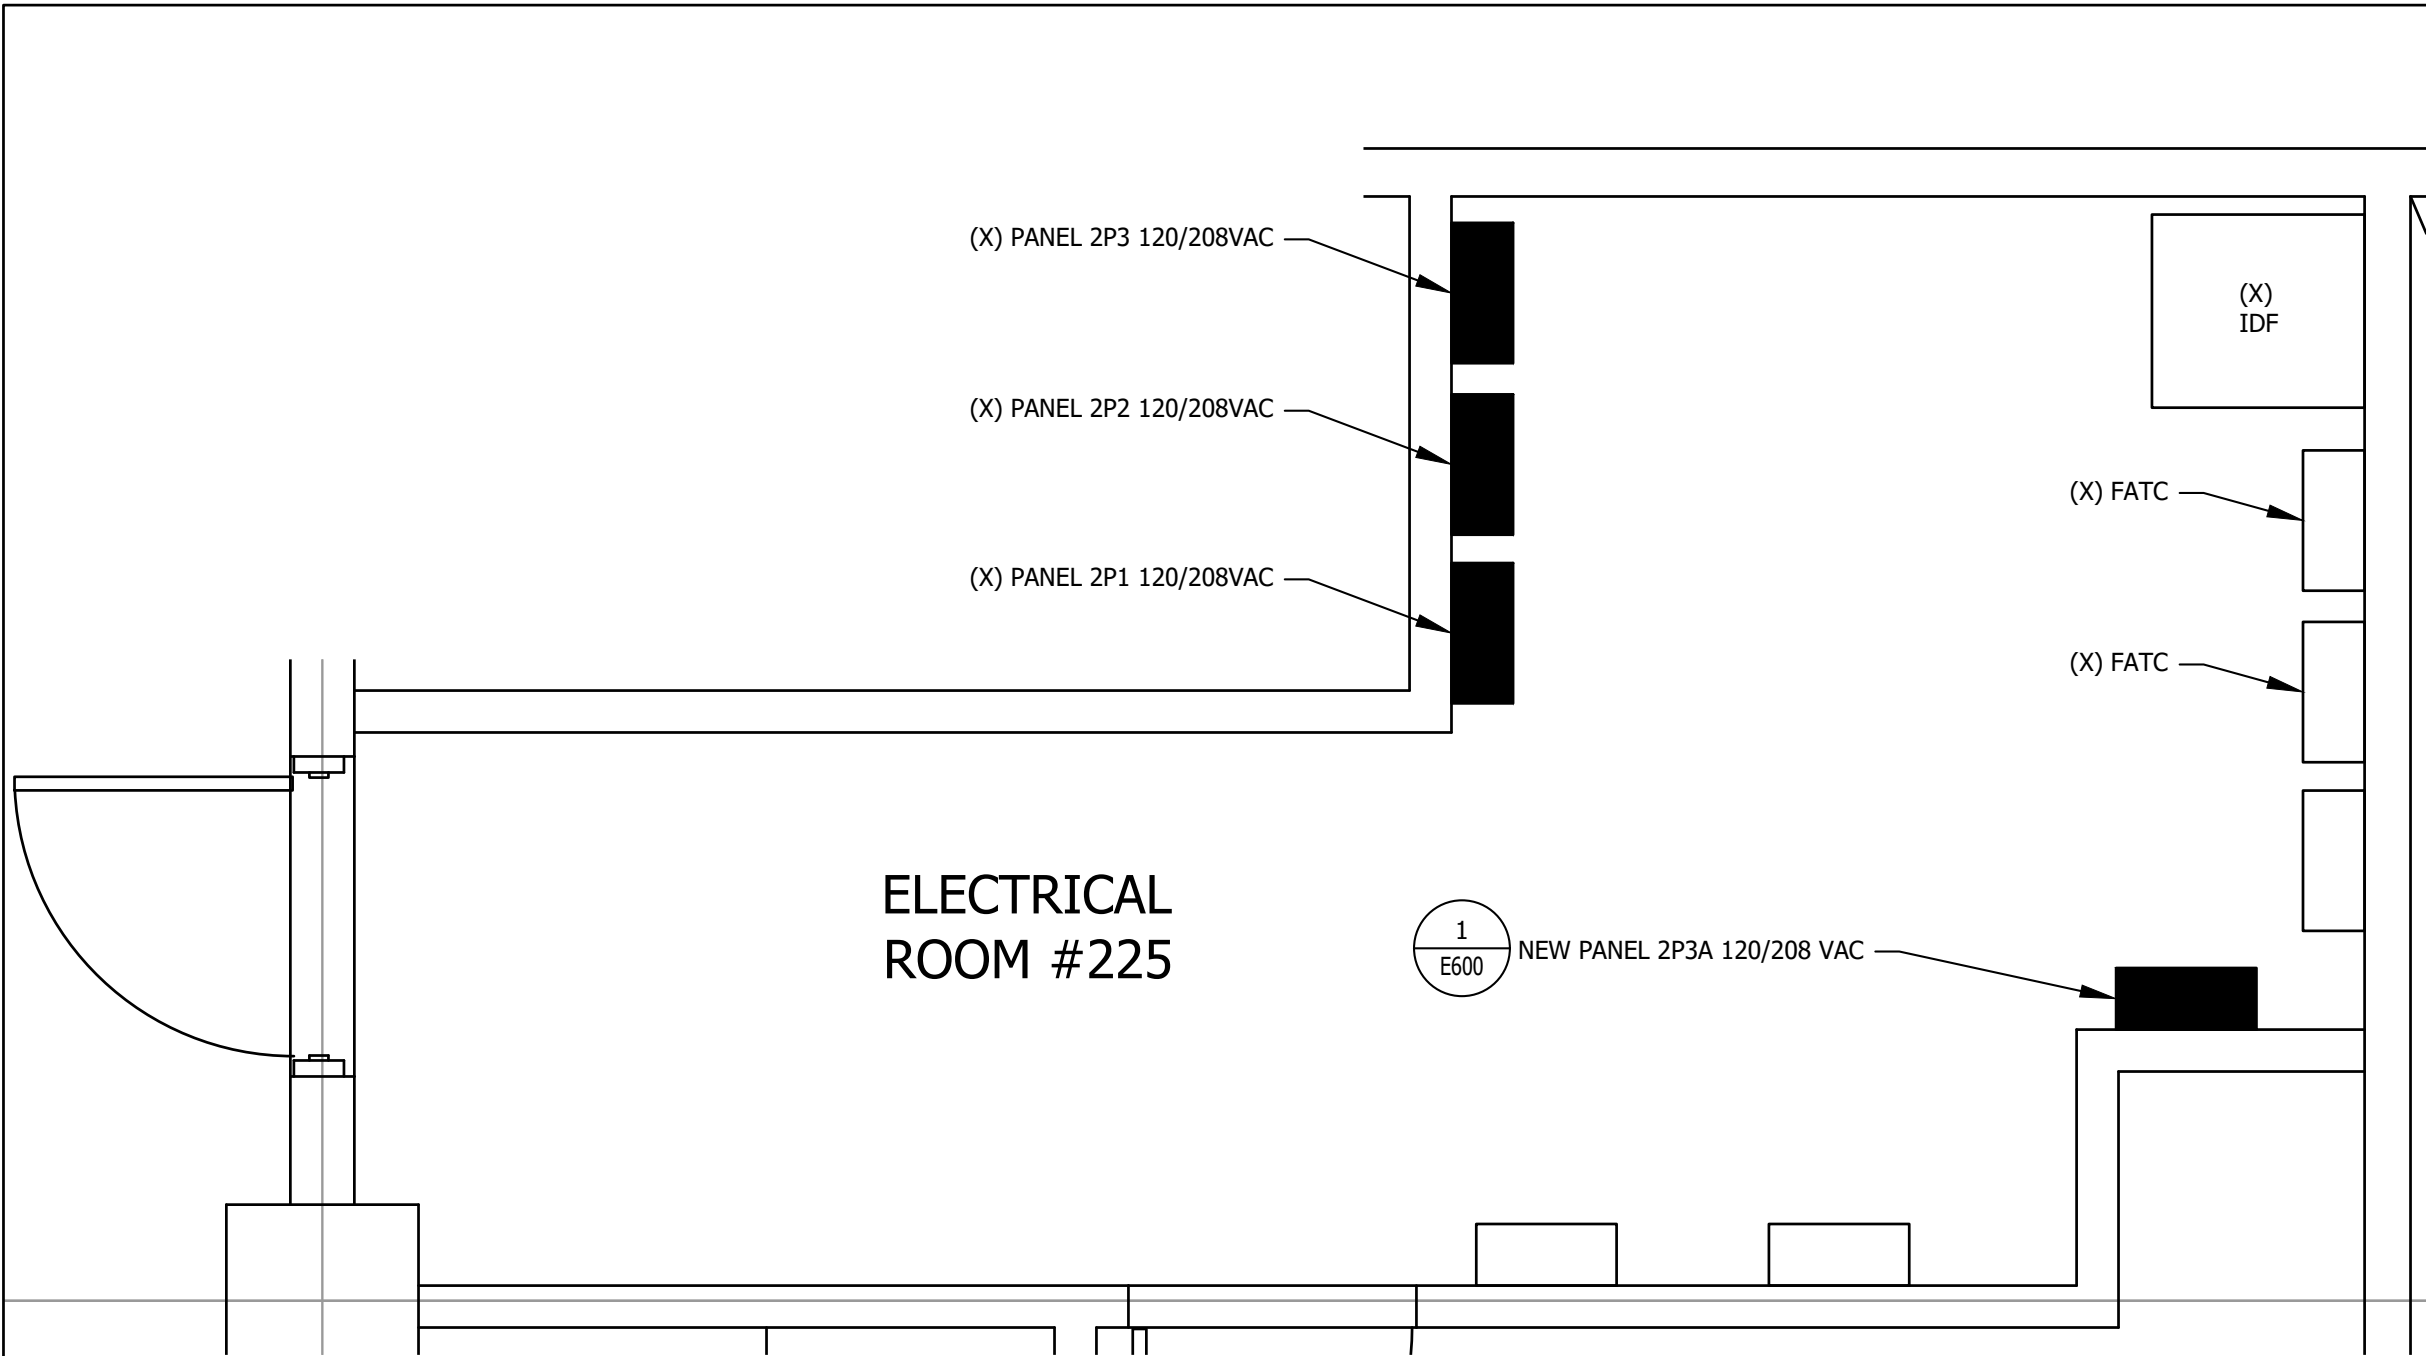 (X) PANEL 2P3 120/208VAC
(X)
IDF
(X) PANEL 2P2 120/208VAC
(X) FATC
(X) PANEL 2P1 120/208VAC
(X) FATC
ELECTRICAL
ROOM #225
1
E600
NEW PANEL 2P3A 120/208 VAC